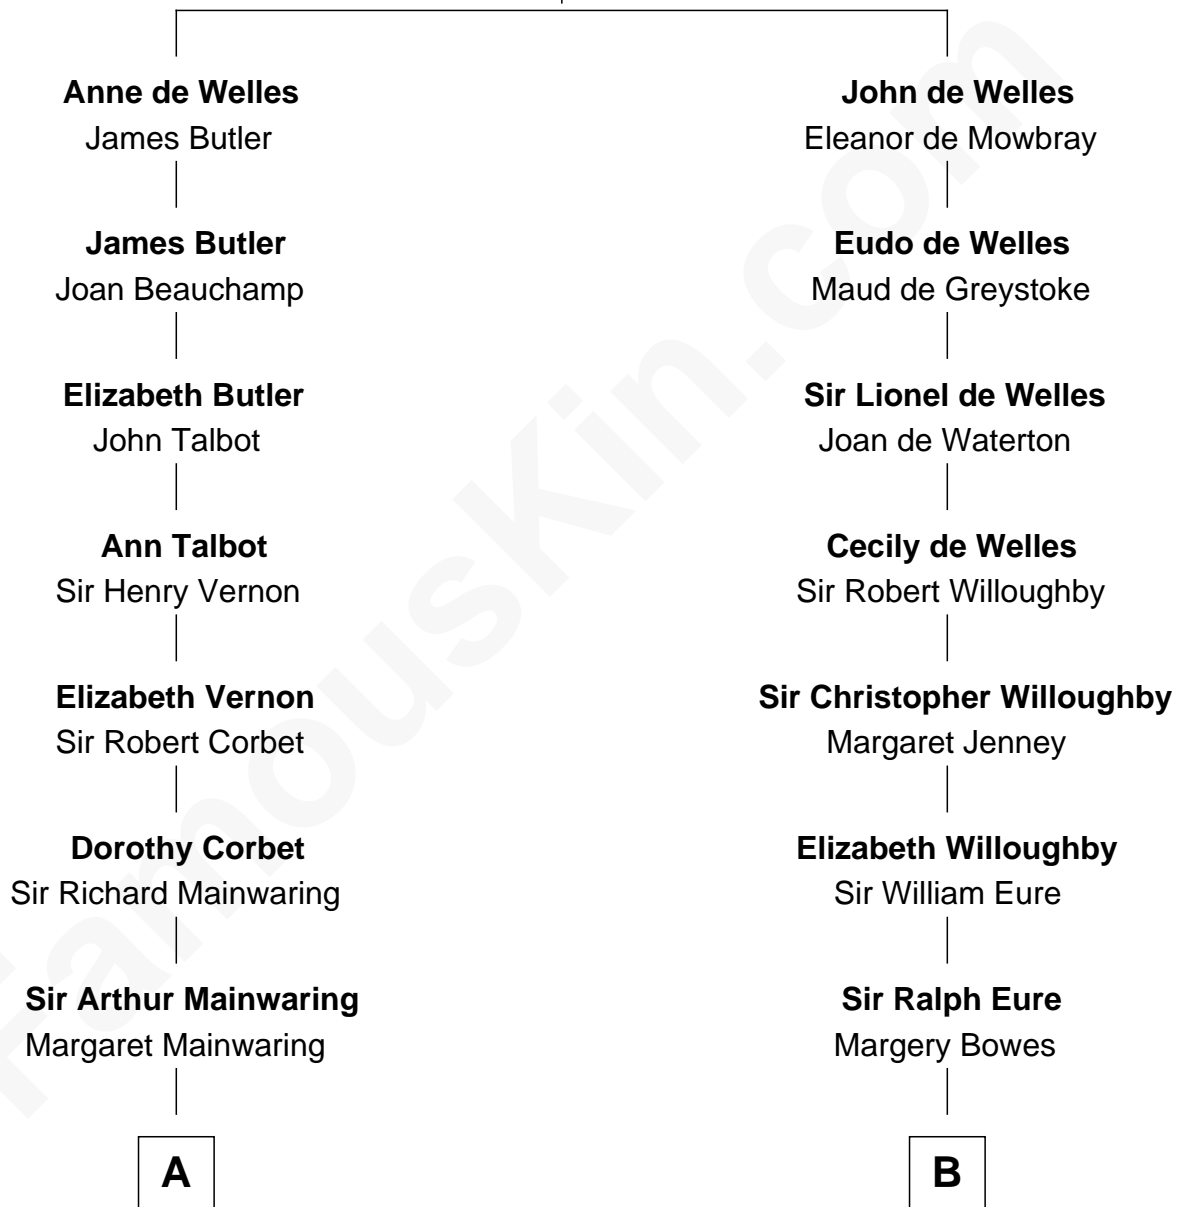 Anne de Welles
James Butler
James Butler
Joan Beauchamp
Elizabeth Butler
John Talbot
Ann Talbot
Sir Henry Vernon
Elizabeth Vernon
Sir Robert Corbet
Dorothy Corbet
Sir Richard Mainwaring
Sir Arthur Mainwaring
Margaret Mainwaring
A
John de Welles
Eleanor de Mowbray
Eudo de Welles
Maud de Greystoke
Sir Lionel de Welles
Joan de Waterton
Cecily de Welles
Sir Robert Willoughby
Sir Christopher Willoughby
Margaret Jenney
Elizabeth Willoughby
Sir William Eure
Sir Ralph Eure
Margery Bowes
B
FamousKin.com